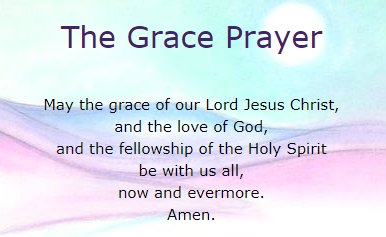 The Grace Prayer
May the grace of our Lord Jesus Christ,
and the love of God,
and the fellowship of the Holy Spirit
be with us all,
now and evermore.
Amen.